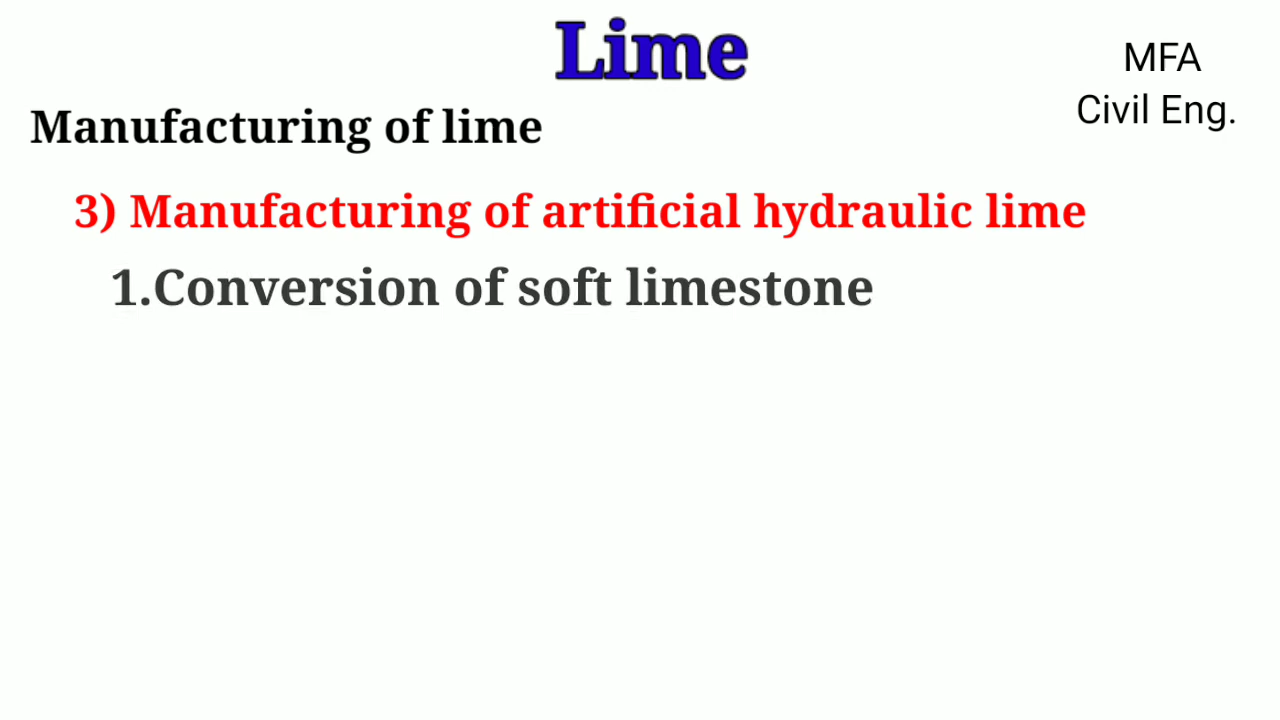 Lime
MFA
Civil Eng.
Manufacturing of lime
3) Manufacturing of artificial hydraulic lime
1.Conversion of soft limestone